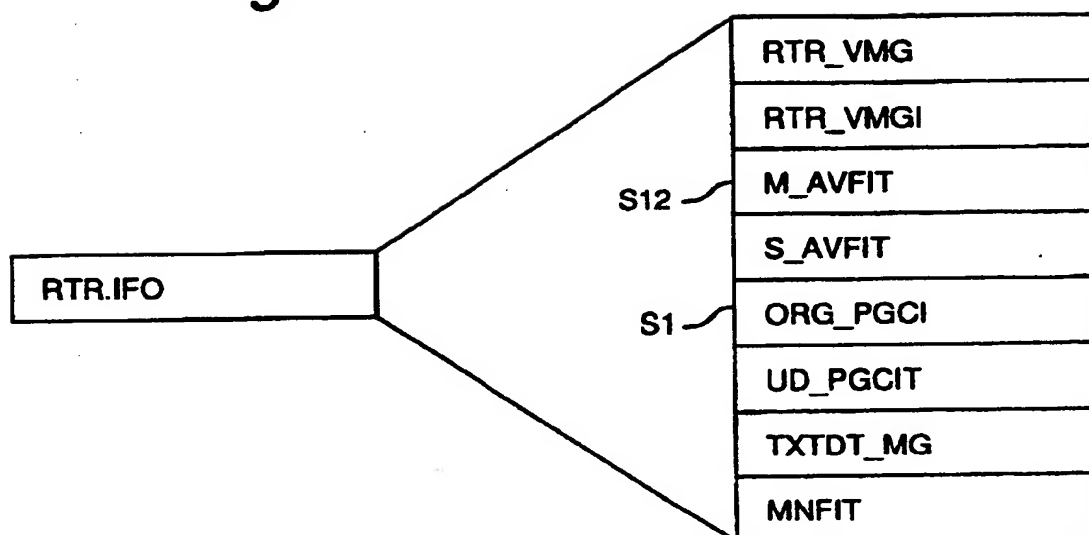 RTR_VMG
RTR_VMGI
S12 M_AVFIT
S_AVFIT
RTR.IFO
S1 ORG_PGCI
UD_PGCIT
TXTDT_MG
MNFIT